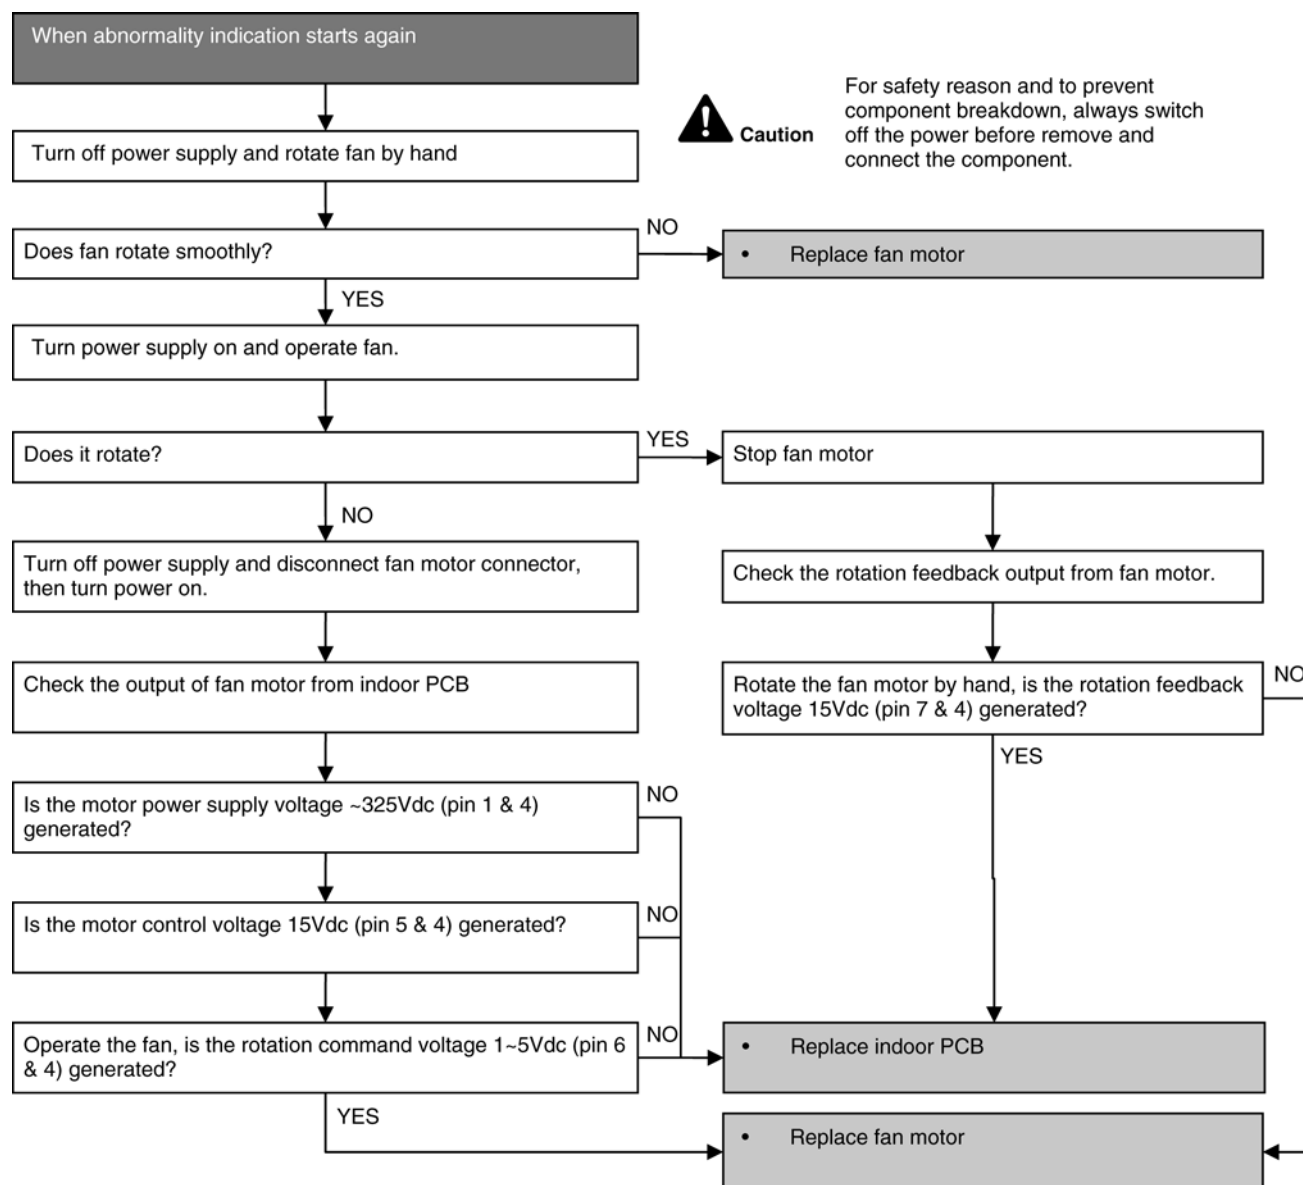 When abnormality indication starts again
For safety reason and to prevent
component breakdown, always switch
off the power before remove and
connect the component.
Caution
Turn off power supply and rotate fan by hand
Does fan rotate smoothly?
NO
• Replace fan motor
YES
Turn power supply on and operate fan.
Does it rotate?
YES
Stop fan motor
NO
Turn off power supply and disconnect fan motor connector,
then turn power on.
Check the rotation feedback output from fan motor.
Check the output of fan motor from indoor PCB
Rotate the fan motor by hand, is the rotation feedback
voltage 15Vdc (pin 7 & 4) generated?
NO
YES
Is the motor power supply voltage ~325Vdc (pin 1 & 4)
generated?
NO
Is the motor control voltage 15Vdc (pin 5 & 4) generated?
NO
Operate the fan, is the rotation command voltage 1~5Vdc (pin 6
& 4) generated?
NO
• Replace indoor PCB
YES
• Replace fan motor